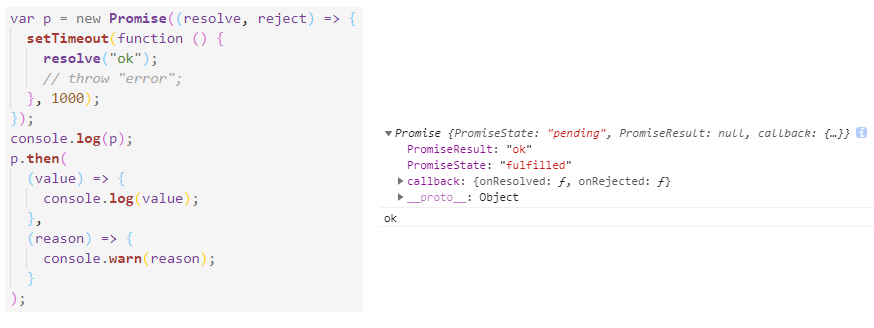 var p = new Promise((resolve, reject) => {
  setTimeout(function () {
    resolve("ok");
    // throw "error";
  }, 1000);
});
console.log(p);
p.then(
  (value) => {
    console.log(value);
  },
  (reason) => {
    console.warn(reason);
  }
);
▼Promise {PromiseState: "pending", PromiseResult: null, callback: {…}} i
PromiseResult: "ok"
PromiseState: "fulfilled"
▶callback: {onResolved: ƒ, onRejected: ƒ}
▶__proto__: Object
ok